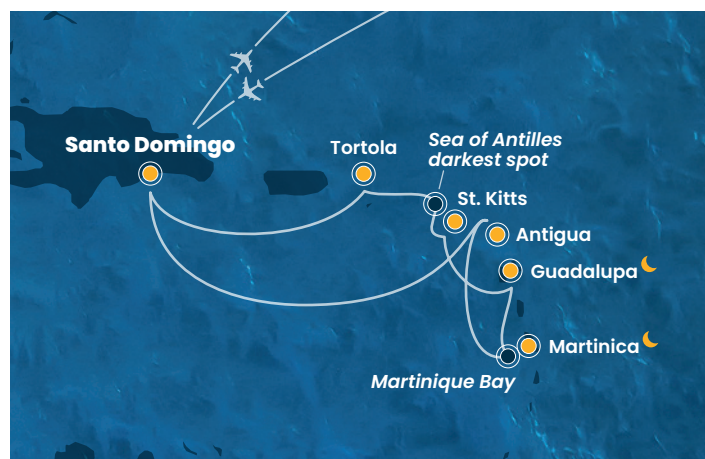 Santo Domingo
Tortola
Sea of Antilles
darkest spot
St. Kitts
Antigua
Guadalupa
Martinica
Martinique Bay